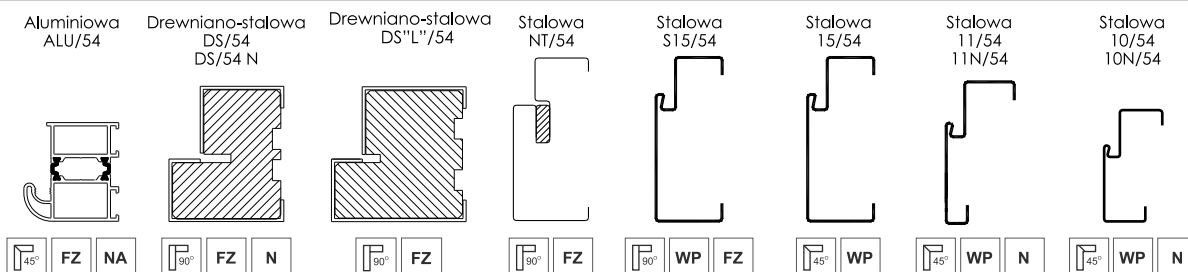 Aluminiowa
ALU/54
Drewniano-stalowa
DS/54
DS/54 N
Drewniano-stalowa
DS"L"/54
Stalowa
NT/54
Stalowa
S15/54
Stalowa
15/54
Stalowa
11/54
11N/54
Stalowa
10/54
10N/54
45° FZ NA
90° FZ N
90° FZ
90° FZ
90° WP FZ
45° WP
45° WP N
45° WP N